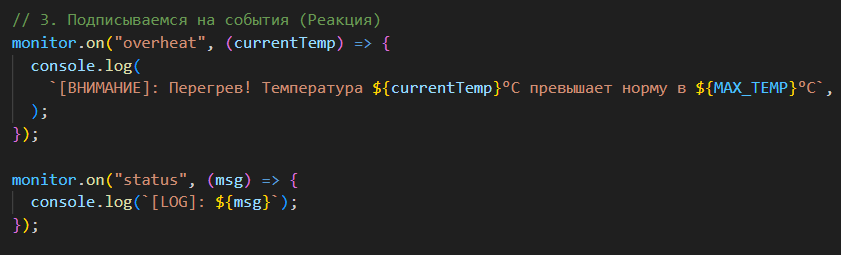 // 3. Подписываемся на события (Реакция)
monitor.on("overheat", (currentTemp) => {
  console.log(
    `[ВНИМАНИЕ]: Перегрев! Температура ${currentTemp}°C превышает норму в ${MAX_TEMP}°C`,
  );
});

monitor.on("status", (msg) => {
  console.log(`[LOG]: ${msg}`);
});